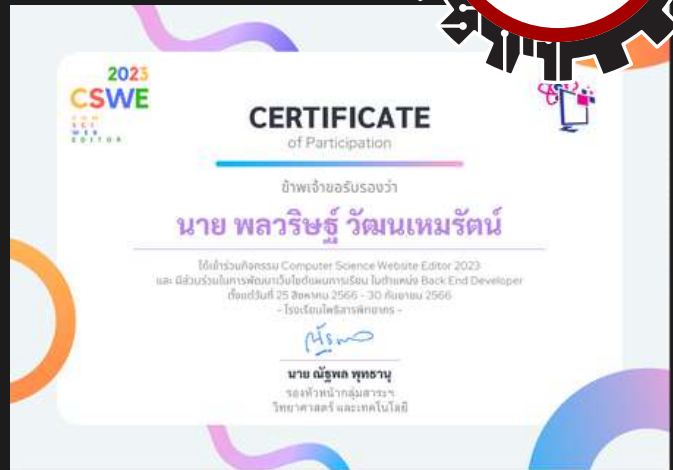 2023
CSWE
COM
SCI
WEB
EDITOR
CERTIFICATE
of Participation
ข้าพเจ้าขอรับรองว่า
นาย พลวริษฐ์ วัฒนเหมรัตน์
ได้เข้าร่วมกิจกรรม Computer Science Website Editor 2023
และ มีส่วนร่วมในการพัฒนาเว็บไซต์แผนการเรียน ในตำแหน่ง Back End Developer
ตั้งแต่วันที่ 25 สิงหาคม 2566 - 30 กันยายน 2566
- โรงเรียนโพธิสารพิทยากร -
นาย ณัฐพล พุทธานุ
รองหัวหน้ากลุ่มสาระฯ
วิทยาศาสตร์ และเทคโนโลยี